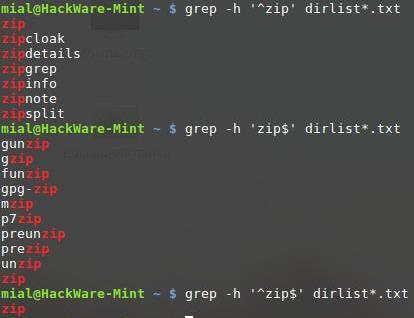 mial@HackWare-Mint ~ $ grep -h '^zip' dirlist*.txt
zip
zipcloak
zipdetails
zipgrep
zipinfo
zipnote
zipsplit
mial@HackWare-Mint ~ $ grep -h 'zip$' dirlist*.txt
gunzip
gzip
funzip
gpg-zip
mzip
p7zip
preunzip
prezip
unzip
zip
mial@HackWare-Mint ~ $ grep -h '^zip$' dirlist*.txt
zip